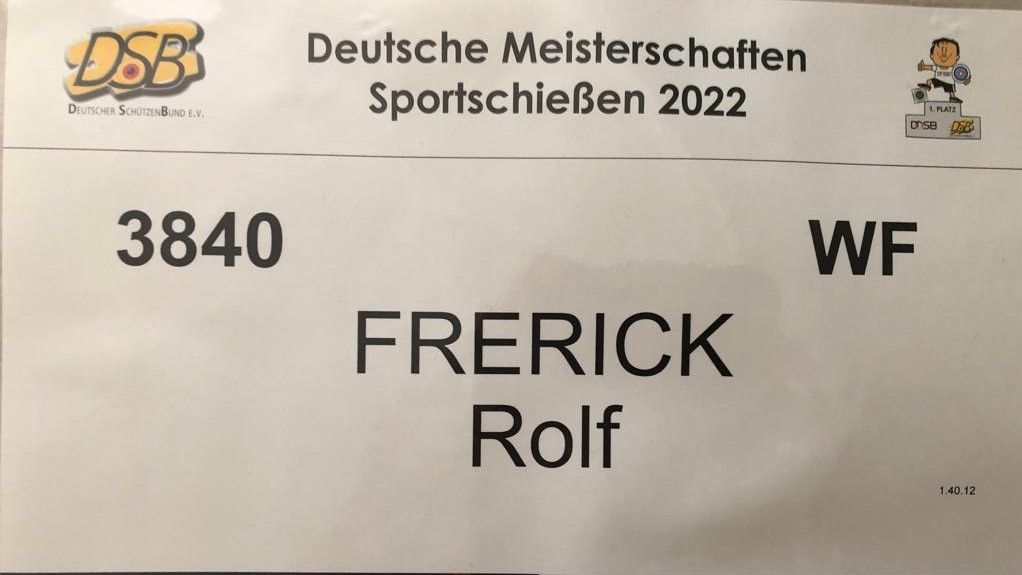 DSB
DEUTSCHER SCHÜTZENBUND E.V.
Deutsche Meisterschaften
Sportschießen 2022
1. PLATZ
DSB
3840
WF
FRERICK
Rolf
1.40.12